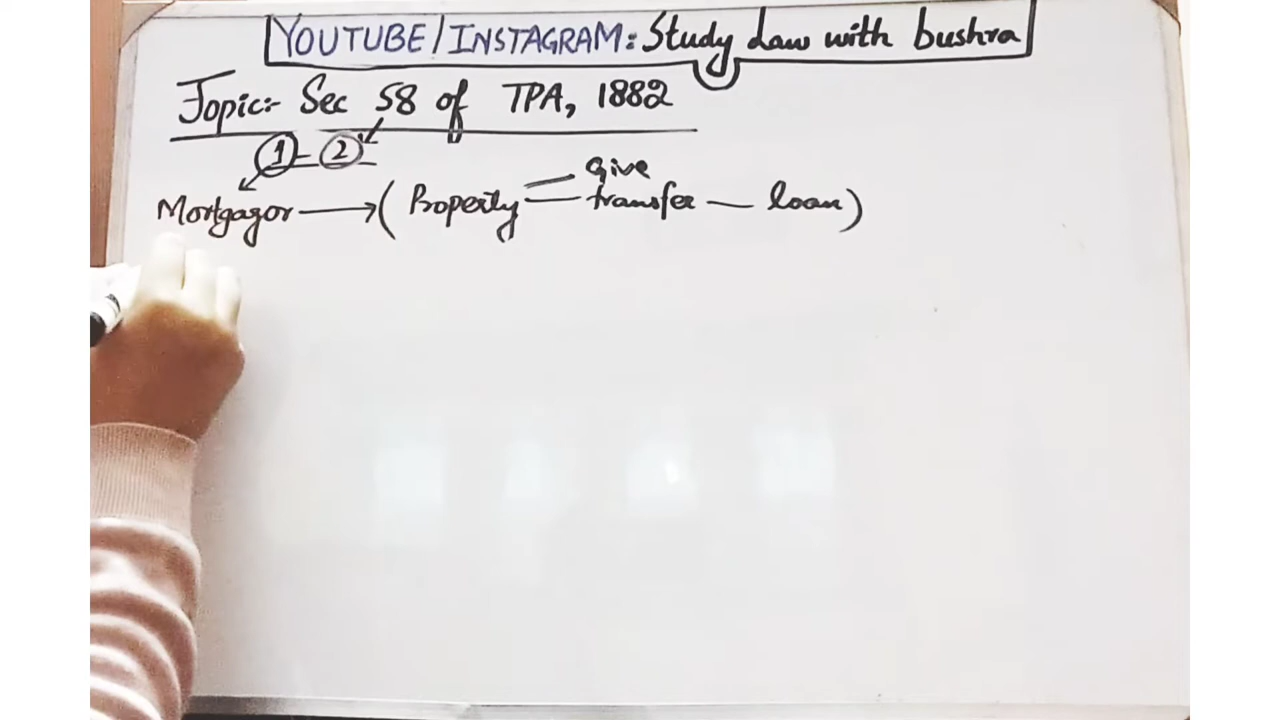 YOUTUBE/INSTAGRAM: Study Law with bushra
Topic:- Sec 58 of TPA, 1882
1 - 2
Give
Mortgagor → ( Property = transfer — loan )